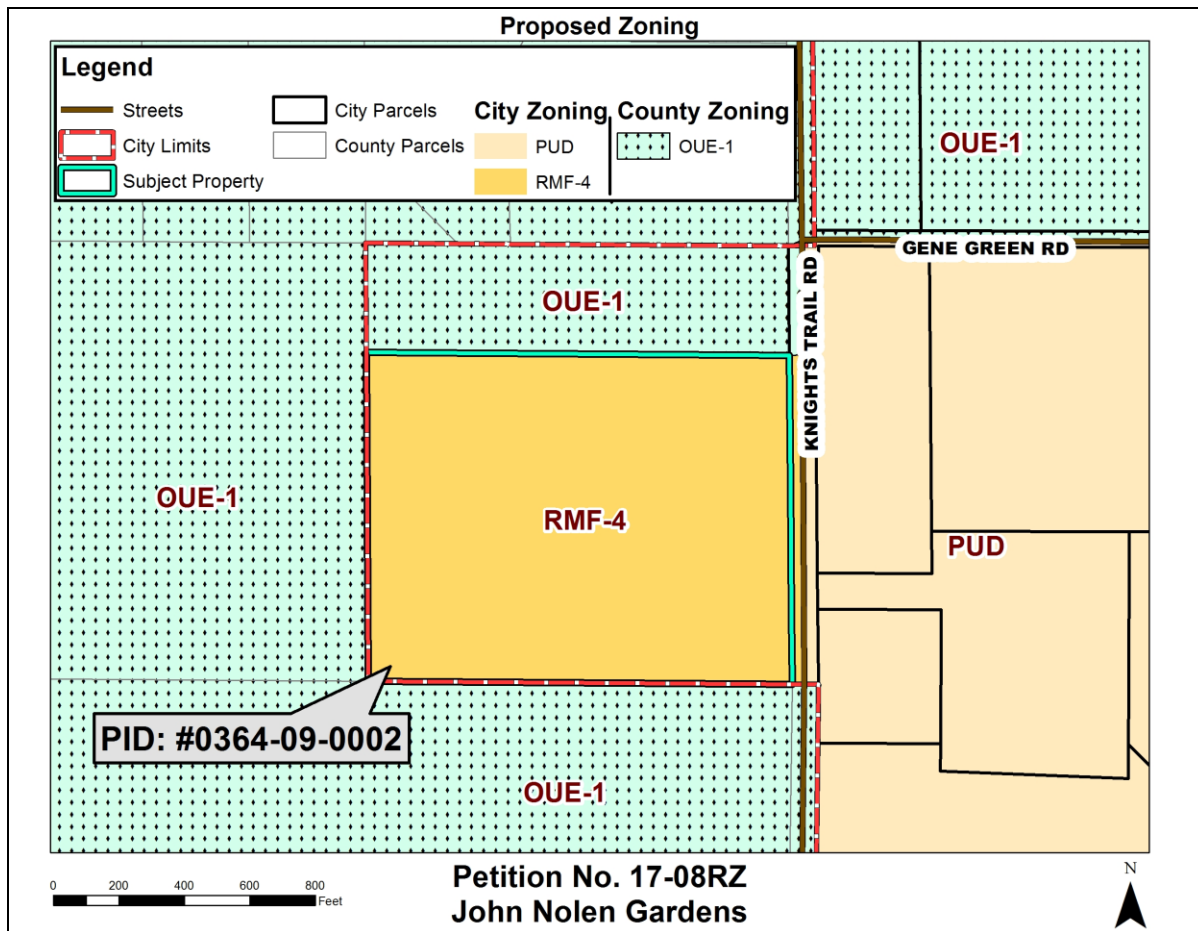 Proposed Zoning
Legend
Streets
City Limits
Subject Property
City Parcels
County Parcels
City Zoning
PUD
RMF-4
County Zoning
OUE-1
OUE-1
GENE GREEN RD
KNIGHTS TRAIL RD
OUE-1
OUE-1
RMF-4
PUD
PID: #0364-09-0002
OUE-1
0 200 400 600 800
Feet
Petition No. 17-08RZ
John Nolen Gardens
N